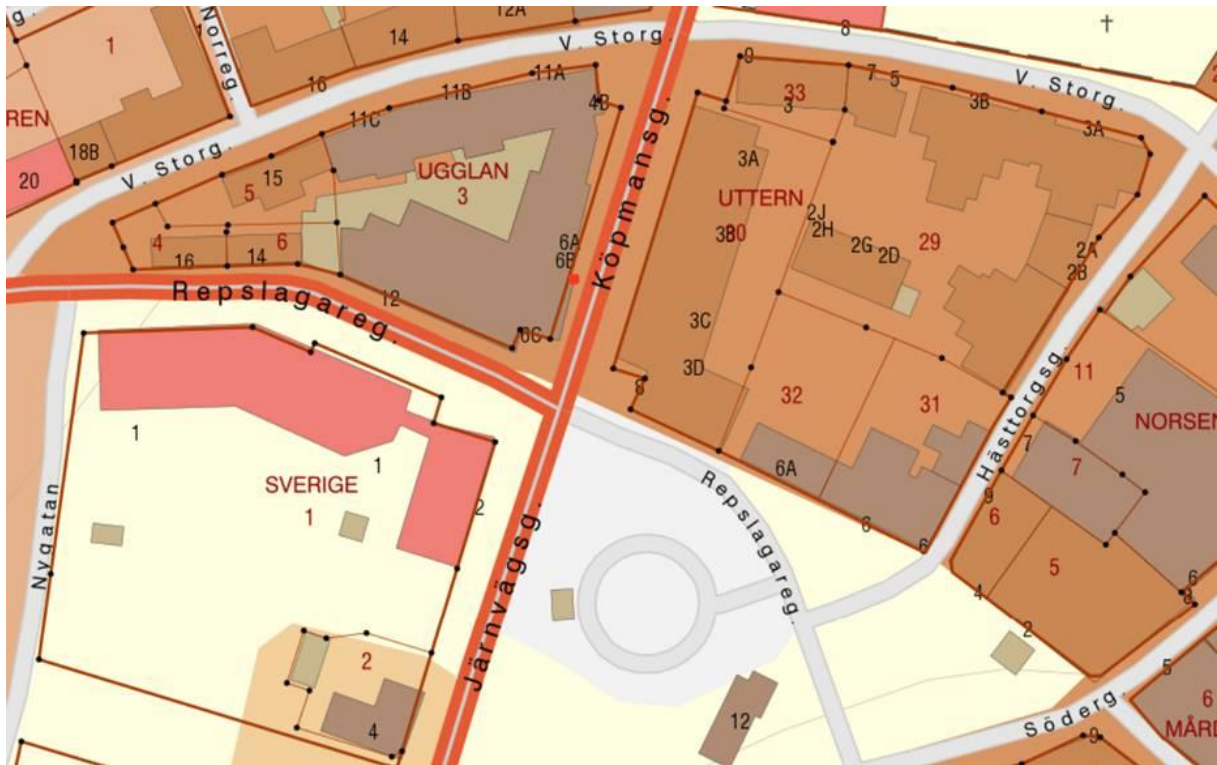 g.
Norreg.
1
14
12A
V. Storg.
8
†
16
11A
9
7
5
V. Storg.
2
REN
11B
4B
33
3
3B
11C
3A
18B
V. Storg.
15
UGGLAN
3
Köpmansg.
3A
UTTERN
20
5
2J
2H
3B
30
2G
2D
29
4
6
6A
6B
2A
2B
16
14
Repslagareg.
12
6C
3C
3D
8
32
31
11
5
NORSEN
Hästtorgsg.
7
7
1
1
SVERIGE
1
2
6A
6
6
9
6
5
Repslagareg.
Nygatan
Järnvägsg.
4
6
8
2
2
4
12
5
6
MÅRD
Söderg.
9